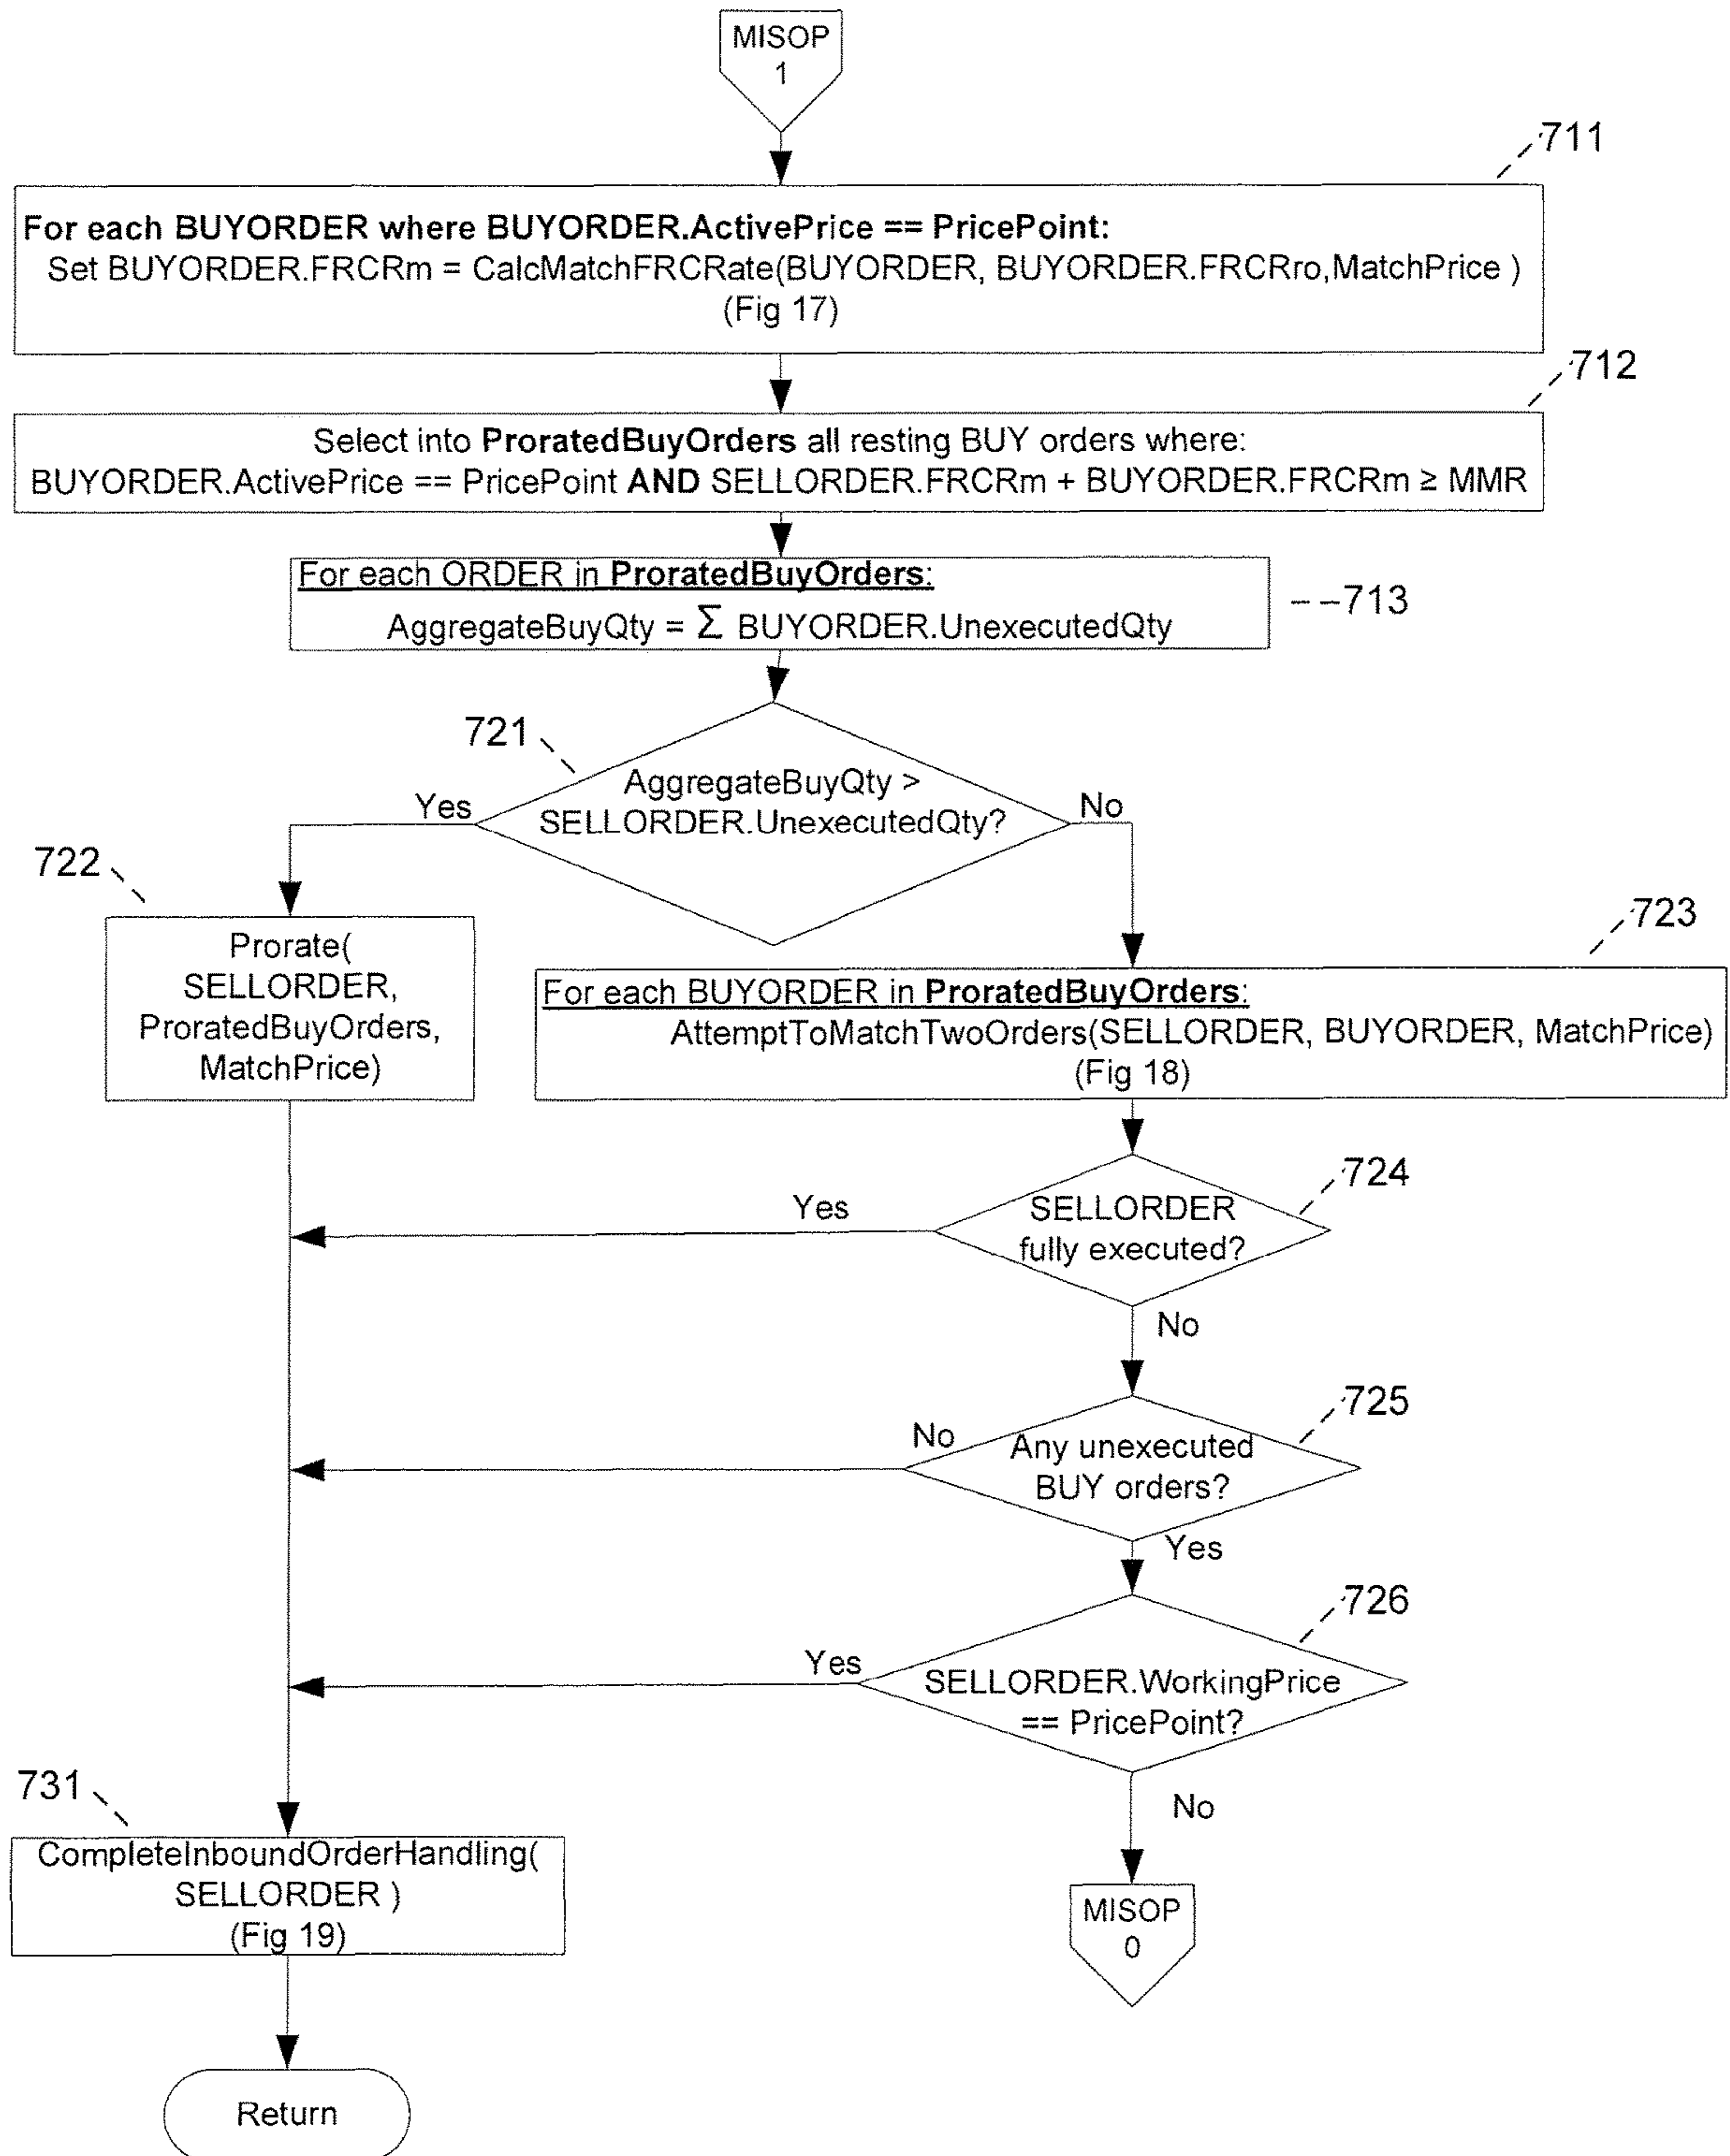 MISOP
1
711
For each BUYORDER where BUYORDER.ActivePrice == PricePoint:
Set BUYORDER.FRCRm = CalcMatchFRCRate(BUYORDER, BUYORDER.FRCRro,MatchPrice )
(Fig 17)
712
Select into ProratedBuyOrders all resting BUY orders where:
BUYORDER.ActivePrice == PricePoint AND SELLORDER.FRCRm + BUYORDER.FRCRm ≥ MMR
For each ORDER in ProratedBuyOrders:
AggregateBuyQty = Σ BUYORDER.UnexecutedQty
713
721
AggregateBuyQty >
SELLORDER.UnexecutedQty?
Yes
No
722
Prorate(
SELLORDER,
ProratedBuyOrders,
MatchPrice)
723
For each BUYORDER in ProratedBuyOrders:
AttemptToMatchTwoOrders(SELLORDER, BUYORDER, MatchPrice)
(Fig 18)
724
SELLORDER
fully executed?
Yes
No
725
Any unexecuted
BUY orders?
No
Yes
726
SELLORDER.WorkingPrice
== PricePoint?
Yes
No
731
CompleteInboundOrderHandling(
SELLORDER )
(Fig 19)
MISOP
0
Return